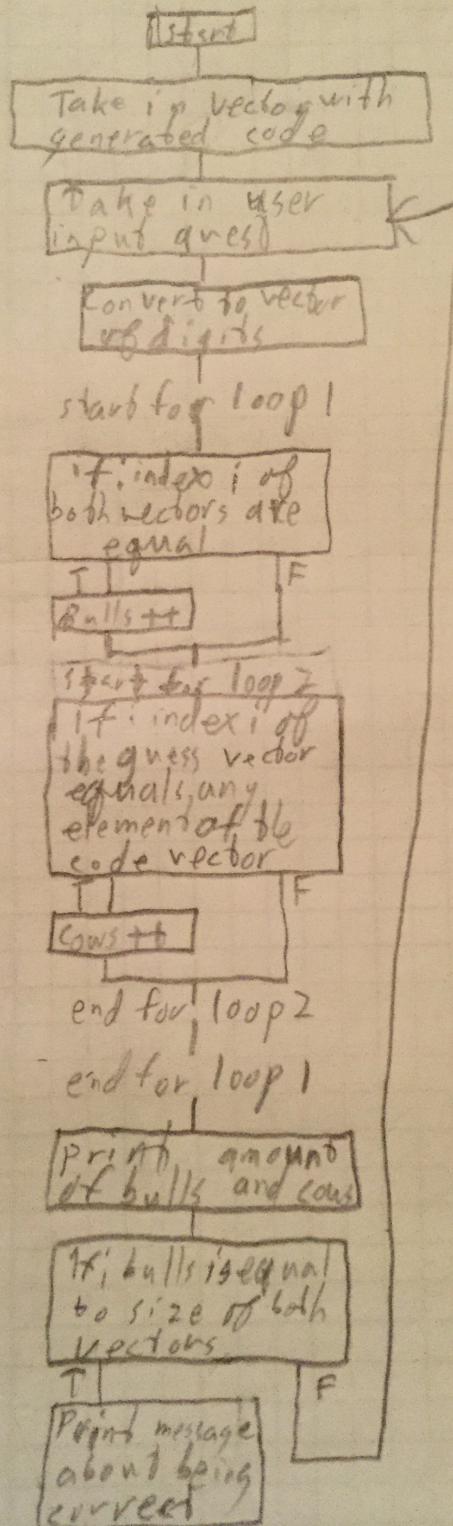 Start
Take in vector with
generated code
Take in user
input guess
Convert to vector
of digits
start for loop 1
if: index i of
both vectors are
equal
T F
Bulls ++
start for loop 2
If: index i of
the guess vector
equals any
element of the
code vector
T F
Cows ++
end for loop 2
end for loop 1
print amount
of bulls and cows
If: bulls is equal
to size of both
vectors
T F
Print message
about being
correct